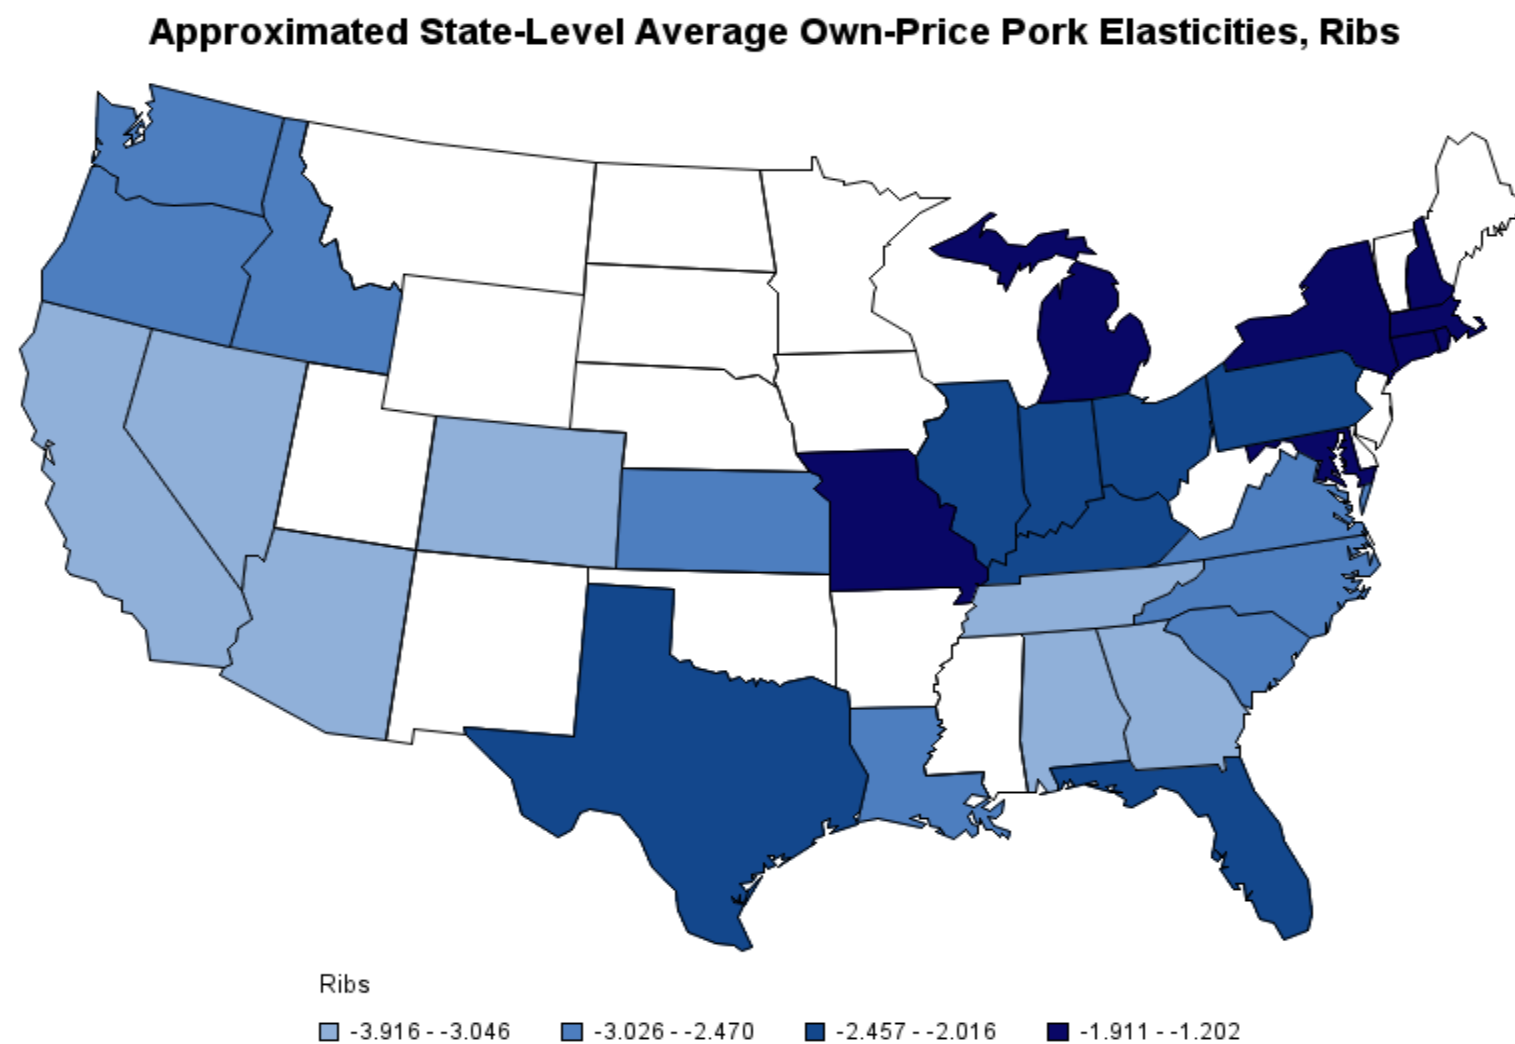 Approximated State-Level Average Own-Price Pork Elasticities, Ribs
Ribs
-3.916 - -3.046 -3.026 - -2.470 -2.457 - -2.016 -1.911 - -1.202